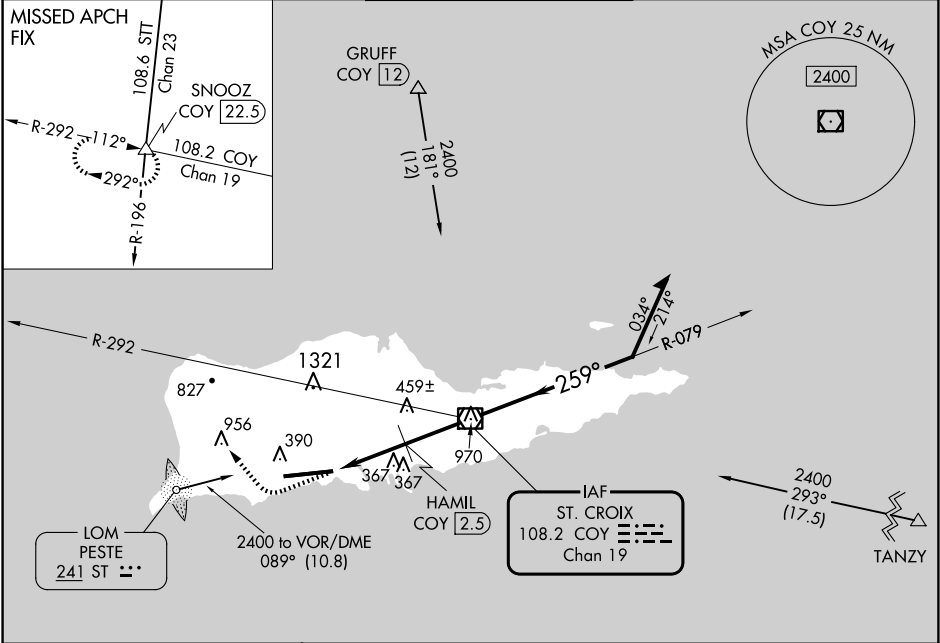 MISSED APCH
FIX
108.6 STT
Chan 23
SNOOZ
COY 22.5
R-292
112°
108.2 COY
Chan 19
292°
R-196
GRUFF
COY 12
2400
181°
(12)
MSA COY 25 NM
2400
R-292
034°
214°
R-079
259°
1321
827
459±
956
390
970
367
367
HAMIL
COY 2.5
IAF
ST. CROIX
108.2 COY
Chan 19
2400
293°
(17.5)
TANZY
LOM
PESTE
241 ST
2400 to VOR/DME
089° (10.8)